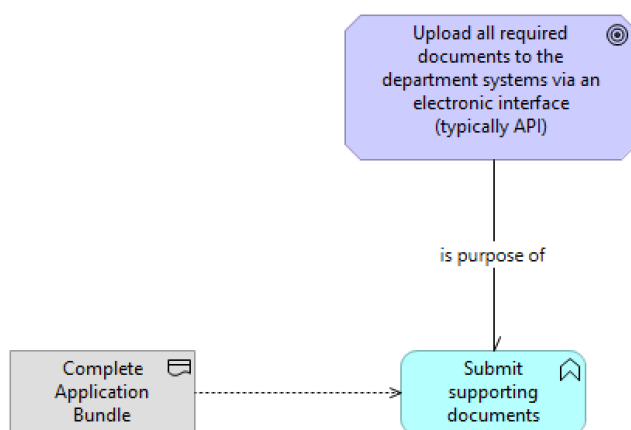 Upload all required
documents to the
department systems via an
electronic interface
(typically API)
is purpose of
Complete
Application
Bundle
Submit
supporting
documents